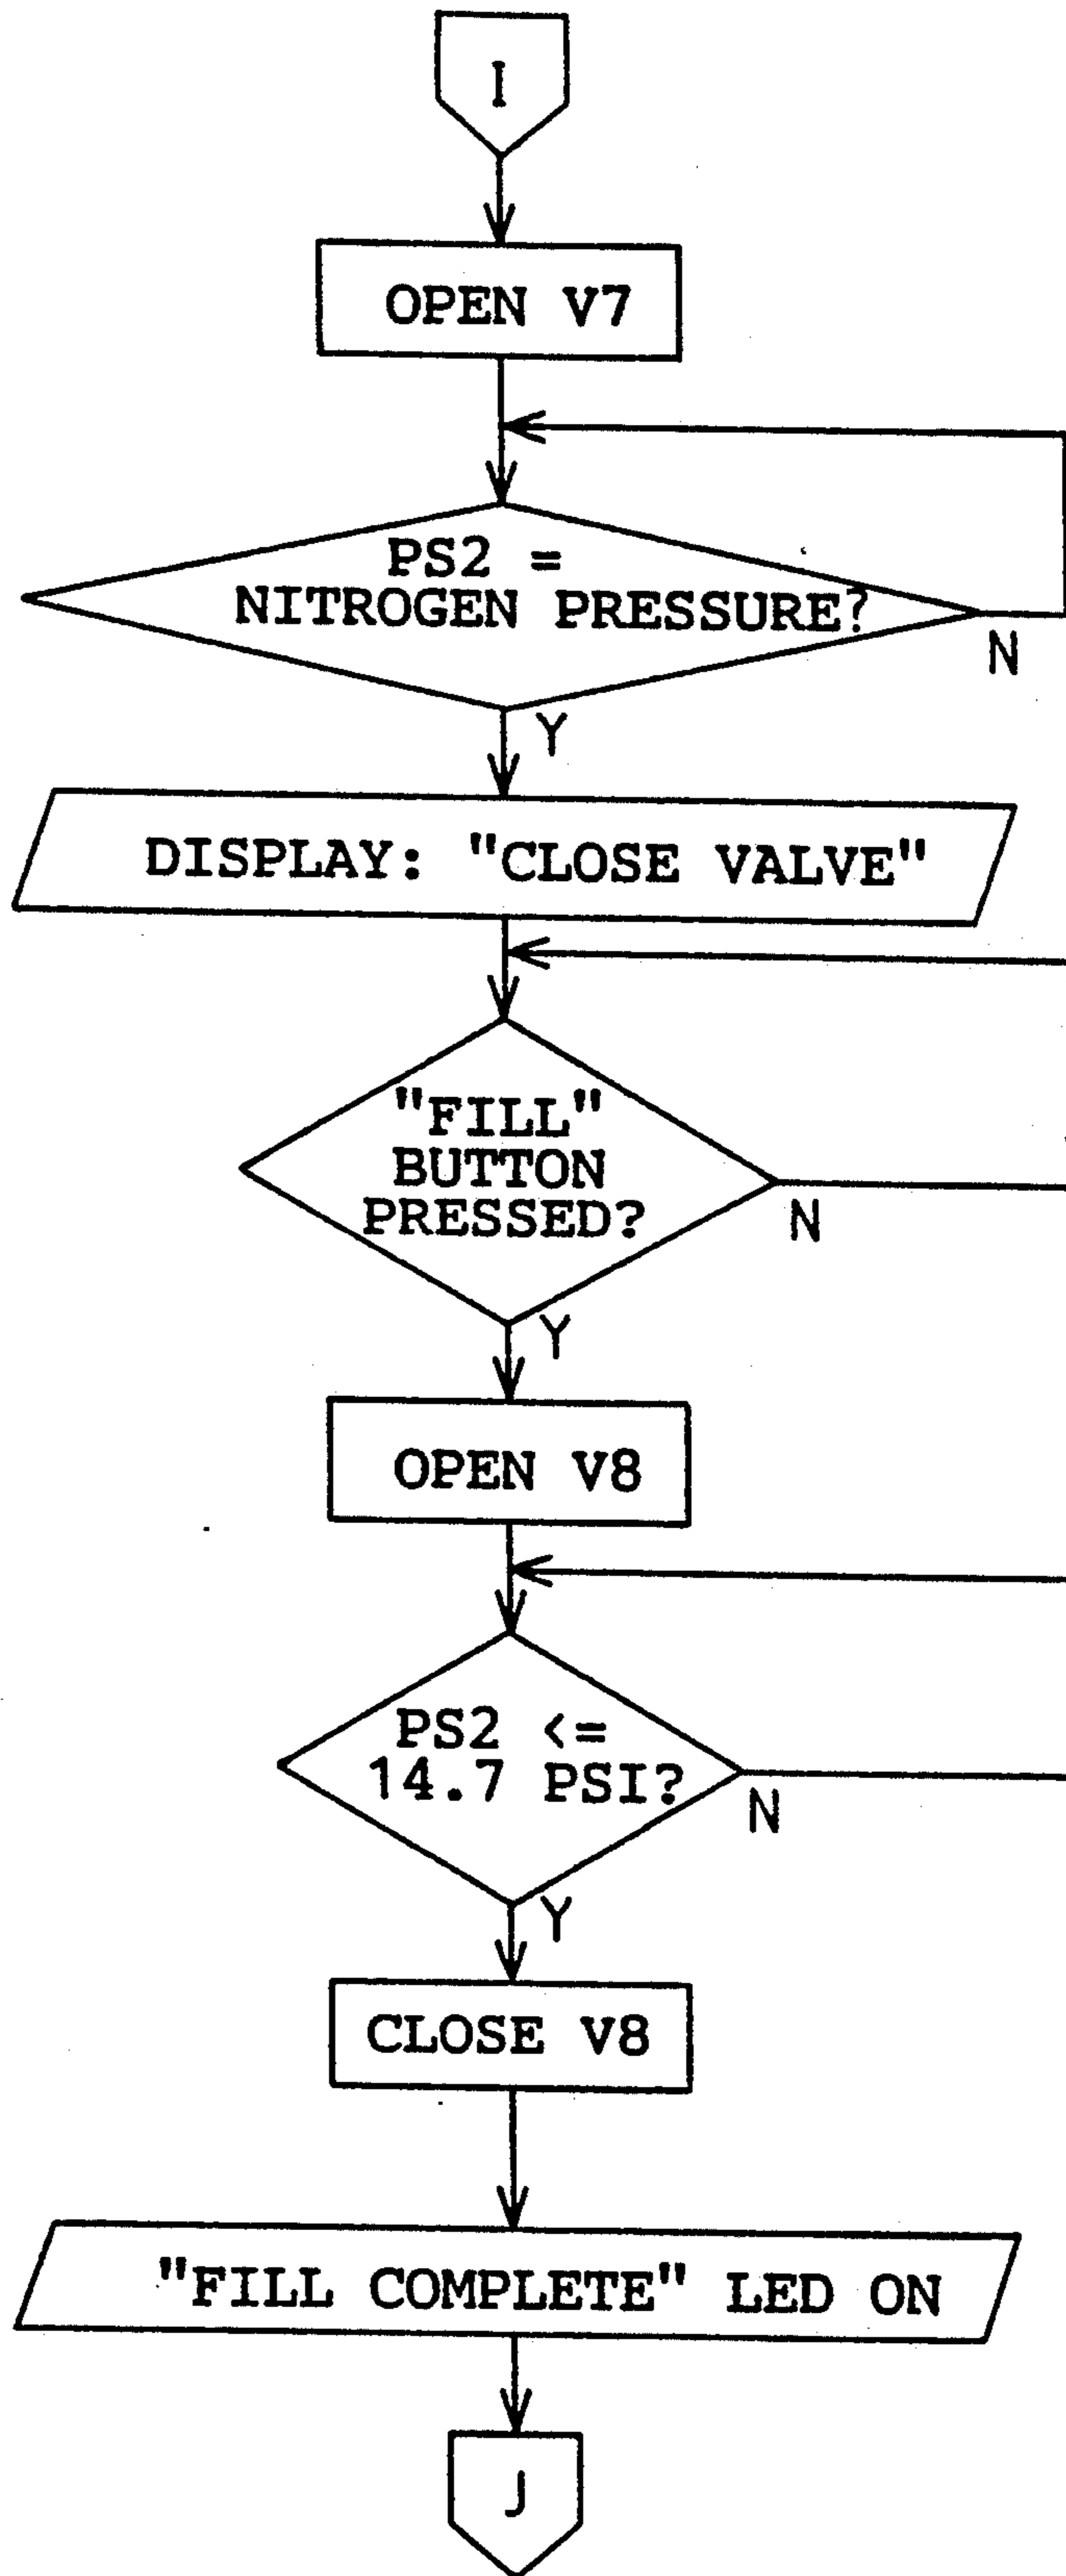 I
OPEN V7
PS2 =
NITROGEN PRESSURE?
N
Y
DISPLAY: "CLOSE VALVE"
"FILL"
BUTTON
PRESSED?
N
Y
OPEN V8
PS2 <=
14.7 PSI?
N
Y
CLOSE V8
"FILL COMPLETE" LED ON
J